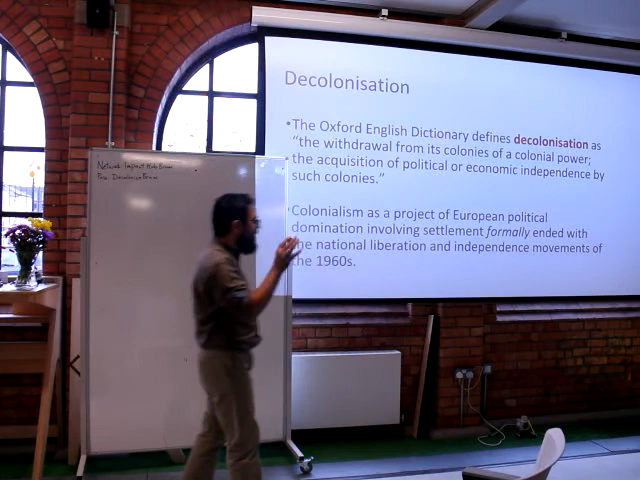 Decolonisation
•The Oxford English Dictionary defines decolonisation as
"the withdrawal from its colonies of a colonial power;
•the acquisition of political or economic independence by
such colonies."
Colonialism as a project of European political
domination involving settlement formally ended with
the national liberation and independence movements of
the 1960s.
Network:
Pass: